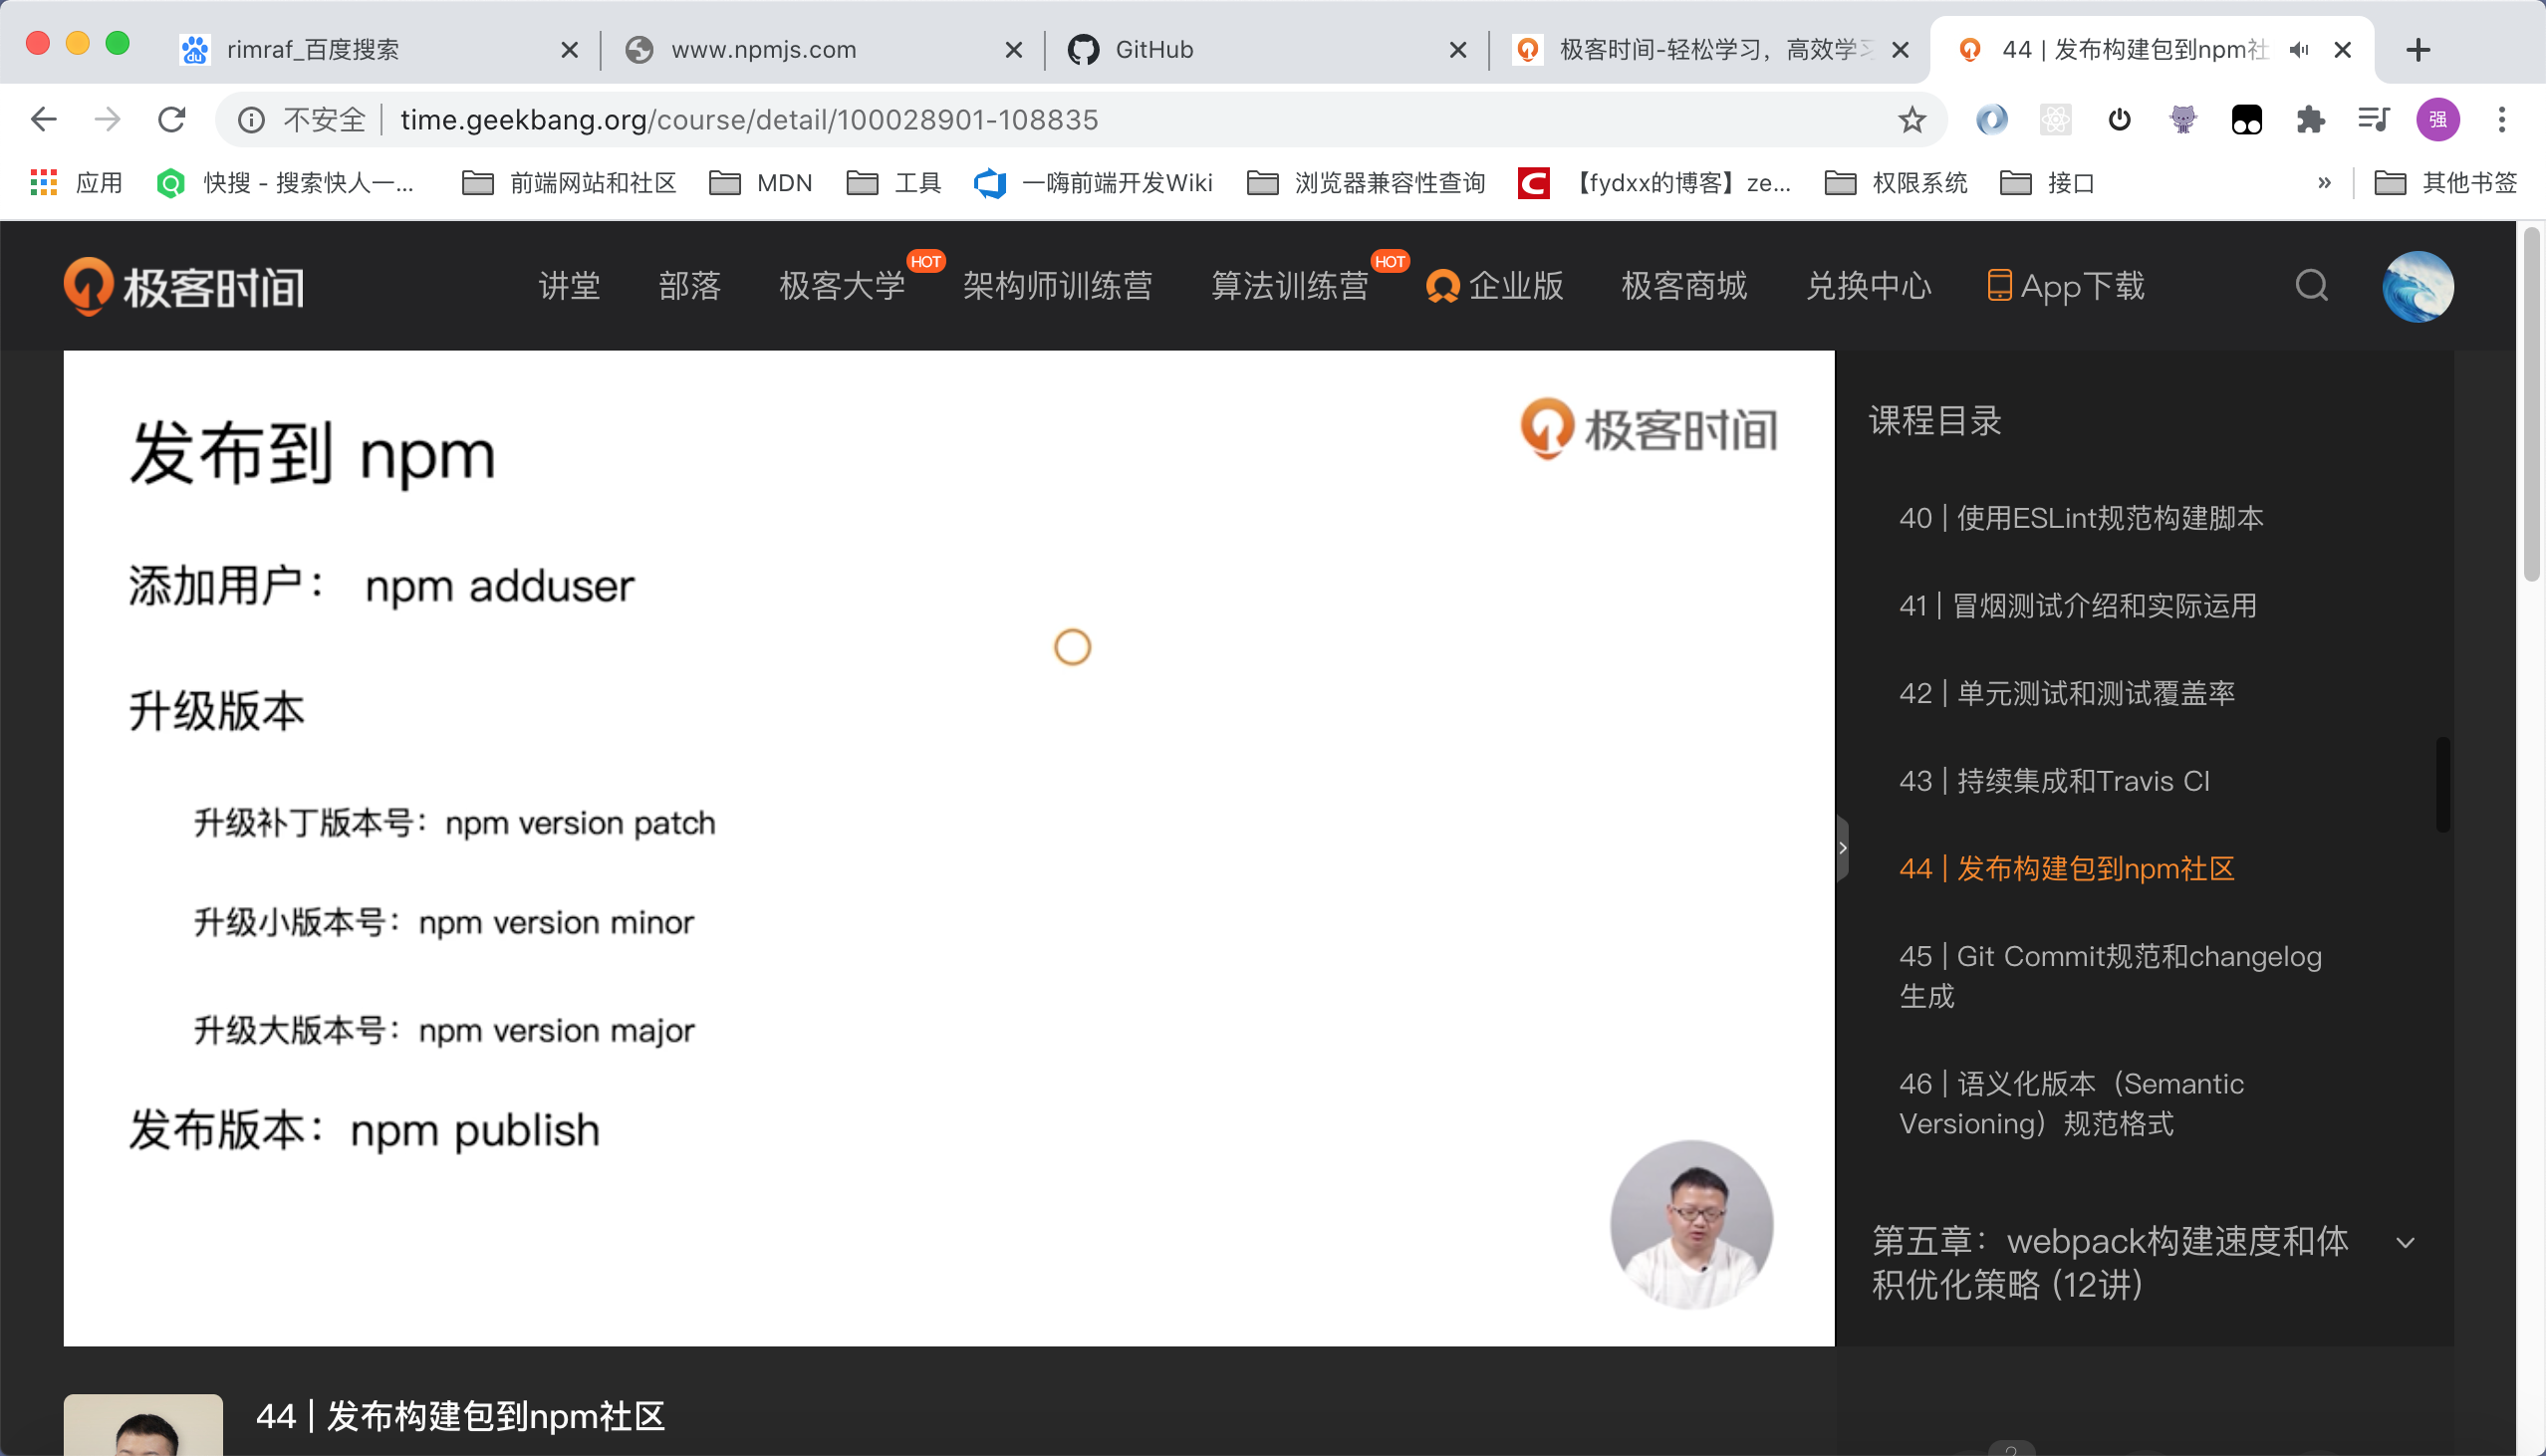 rimraf_百度搜索
www.npmjs.com
GitHub
极客时间-轻松学习，高效学习
44 | 发布构建包到npm社
不安全 | time.geekbang.org/course/detail/100028901-108835
强
应用
快搜 - 搜索快人一...
前端网站和社区
MDN
工具
一嗨前端开发Wiki
浏览器兼容性查询
【fydxx的博客】ze...
权限系统
接口
»
其他书签
极客时间
讲堂
部落
极客大学
HOT
架构师训练营
算法训练营
HOT
企业版
极客商城
兑换中心
App下载
发布到 npm
极客时间
添加用户： npm adduser
升级版本
升级补丁版本号：npm version patch
升级小版本号：npm version minor
升级大版本号：npm version major
发布版本：npm publish
课程目录
40 | 使用ESLint规范构建脚本
41 | 冒烟测试介绍和实际运用
42 | 单元测试和测试覆盖率
43 | 持续集成和Travis CI
44 | 发布构建包到npm社区
45 | Git Commit规范和changelog
生成
46 | 语义化版本（Semantic
Versioning）规范格式
第五章：webpack构建速度和体
积优化策略 (12讲)
44 | 发布构建包到npm社区